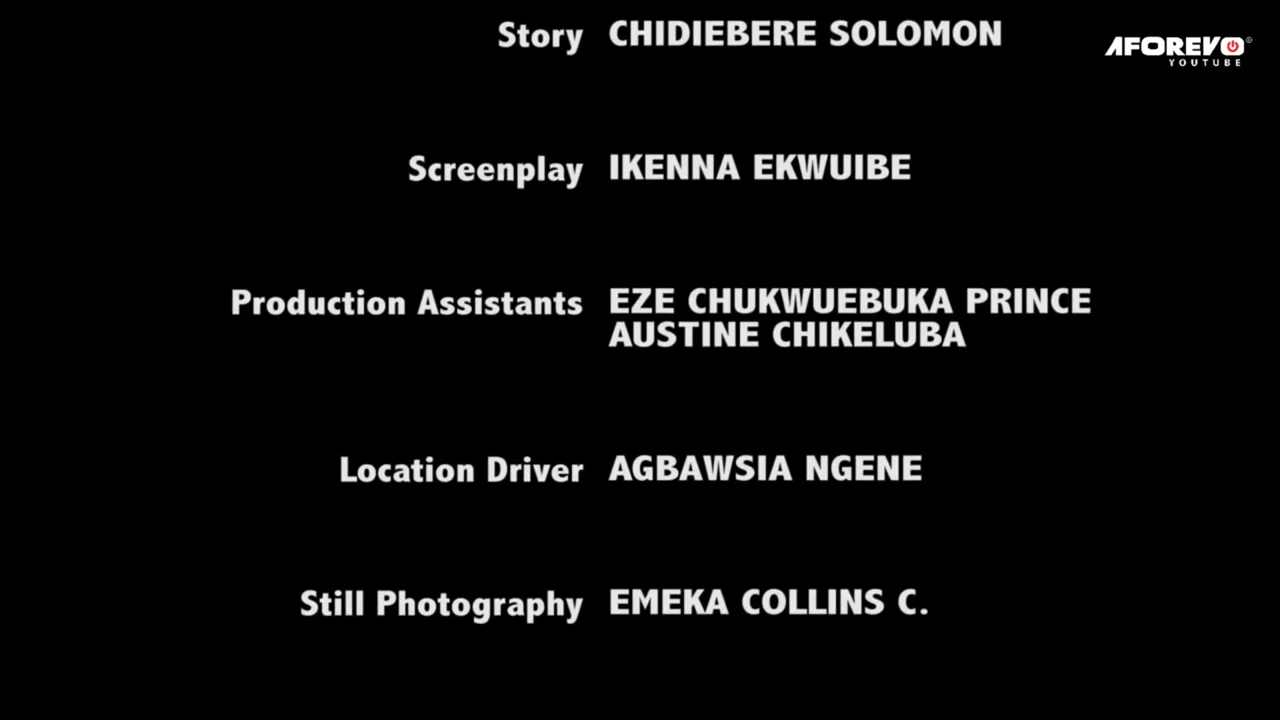 Story CHIDIEBERE SOLOMON
AFOREVO
YOUTUBE
Screenplay IKENNA EKWUIBE
Production Assistants EZE CHUKWUEBUKA PRINCE
AUSTINE CHIKELUBA
Location Driver AGBAWSIA NGENE
Still Photography EMEKA COLLINS C.